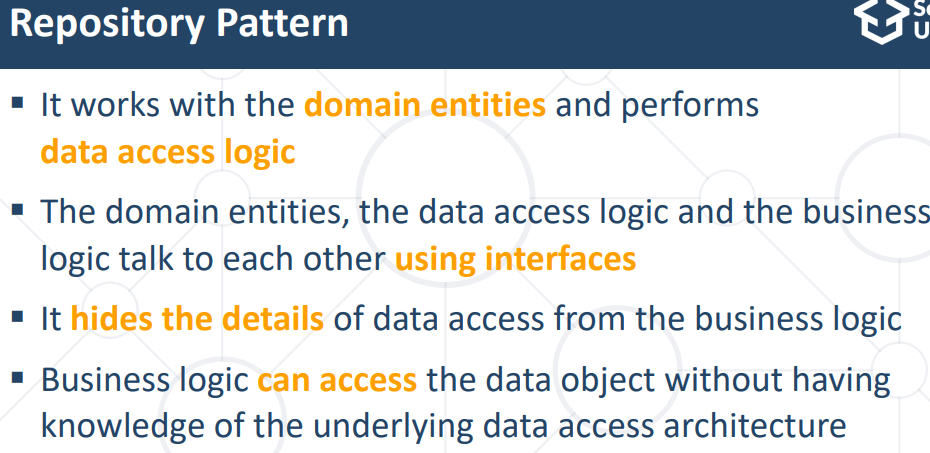 Repository Pattern
▪ It works with the domain entities and performs
data access logic
▪ The domain entities, the data access logic and the business
logic talk to each other using interfaces
▪ It hides the details of data access from the business logic
▪ Business logic can access the data object without having
knowledge of the underlying data access architecture